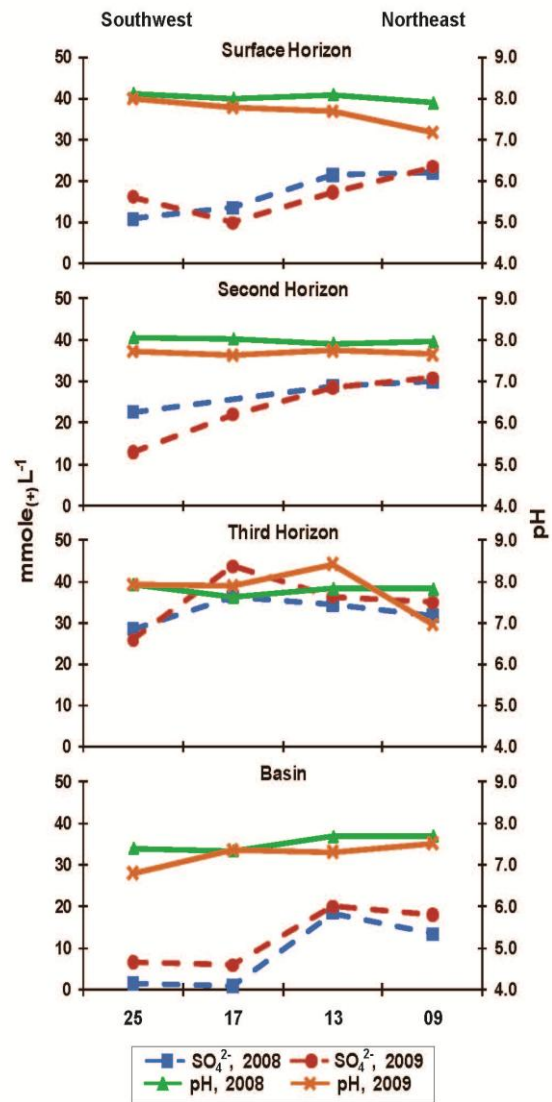 Southwest Northeast
Surface Horizon
50 9.0
40 8.0
30 7.0
20 6.0
10 5.0
0 4.0
Second Horizon
50 9.0
40 8.0
30 7.0
20 6.0
10 5.0
0 4.0
mmole(+) L⁻¹
pH
Third Horizon
50 9.0
40 8.0
30 7.0
20 6.0
10 5.0
0 4.0
Basin
50 9.0
40 8.0
30 7.0
20 6.0
10 5.0
0 4.0
25 17 13 09
SO₄²⁻, 2008 SO₄²⁻, 2009
pH, 2008 pH, 2009